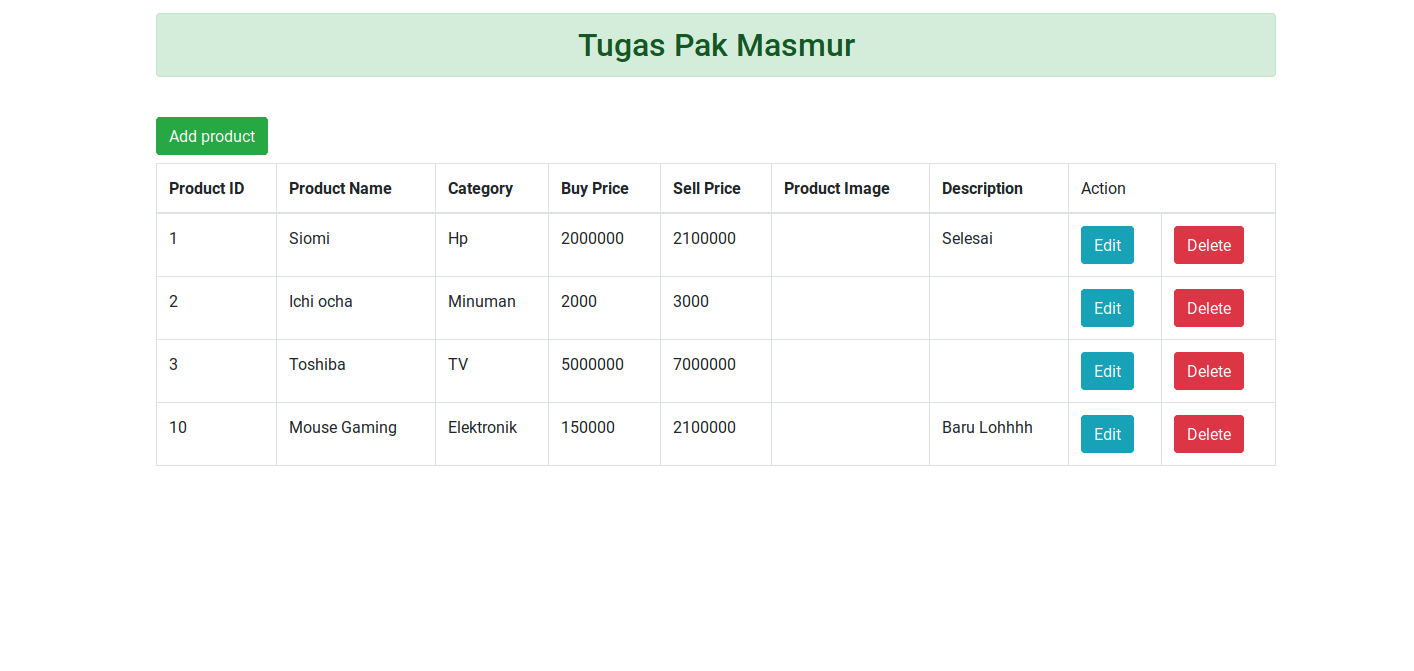 Tugas Pak Masmur
Add product
Product ID Product Name Category Buy Price Sell Price Product Image Description Action
1 Siomi Hp 2000000 2100000 Selesai Edit Delete
2 Ichi ocha Minuman 2000 3000 Edit Delete
3 Toshiba TV 5000000 7000000 Edit Delete
10 Mouse Gaming Elektronik 150000 2100000 Baru Lohhhh Edit Delete